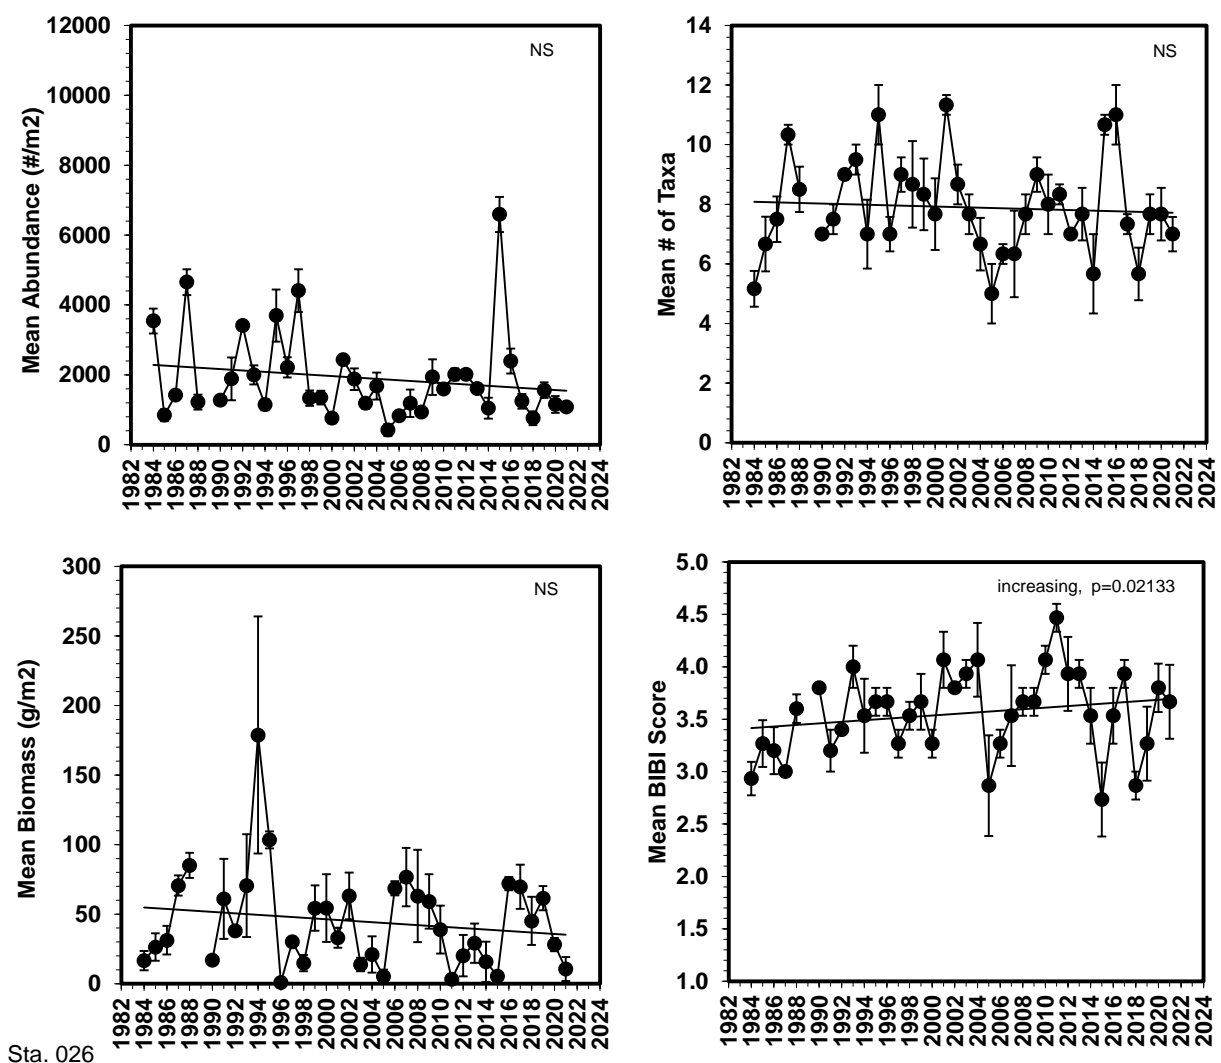 Mean Abundance (#/m2)
12000
10000
8000
6000
4000
2000
0
NS
1982 1984 1986 1988 1990 1992 1994 1996 1998 2000 2002 2004 2006 2008 2010 2012 2014 2016 2018 2020 2022 2024
Mean # of Taxa
14
12
10
8
6
4
2
0
NS
1982 1984 1986 1988 1990 1992 1994 1996 1998 2000 2002 2004 2006 2008 2010 2012 2014 2016 2018 2020 2022 2024
Mean Biomass (g/m2)
300
250
200
150
100
50
0
NS
1982 1984 1986 1988 1990 1992 1994 1996 1998 2000 2002 2004 2006 2008 2010 2012 2014 2016 2018 2020 2022 2024
Mean BIBI Score
5.0
4.5
4.0
3.5
3.0
2.5
2.0
1.5
1.0
increasing, p=0.02133
1982 1984 1986 1988 1990 1992 1994 1996 1998 2000 2002 2004 2006 2008 2010 2012 2014 2016 2018 2020 2022 2024
Sta. 026